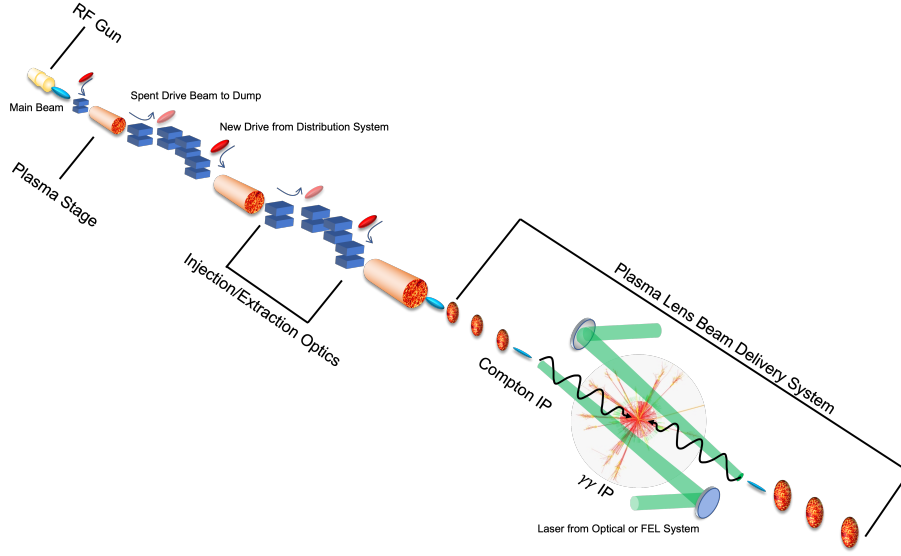 RF Gun
Main Beam
Spent Drive Beam to Dump
New Drive from Distribution System
Plasma Stage
Injection/Extraction Optics
Plasma Lens Beam Delivery System
Compton IP
γγ IP
Laser from Optical or FEL System